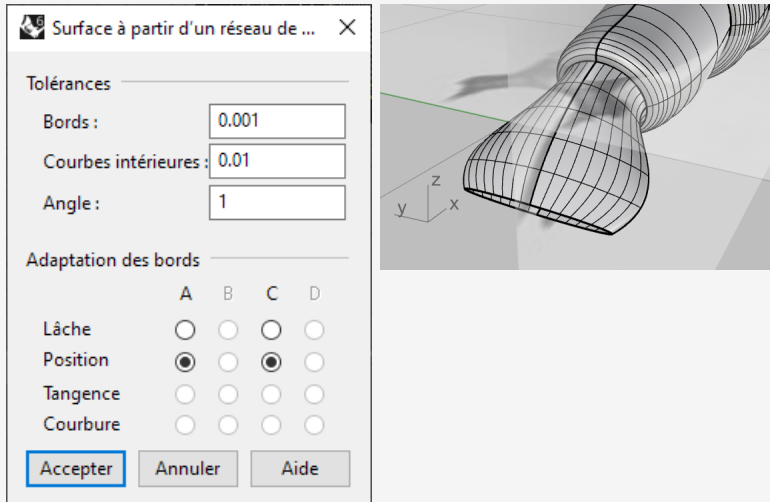 Surface à partir d'un réseau de ...
Tolérances
Bords :
0.001
Courbes intérieures :
0.01
Angle :
1
Adaptation des bords
A B C D
Lâche
Position
Tangence
Courbure
Accepter Annuler Aide
z
y x